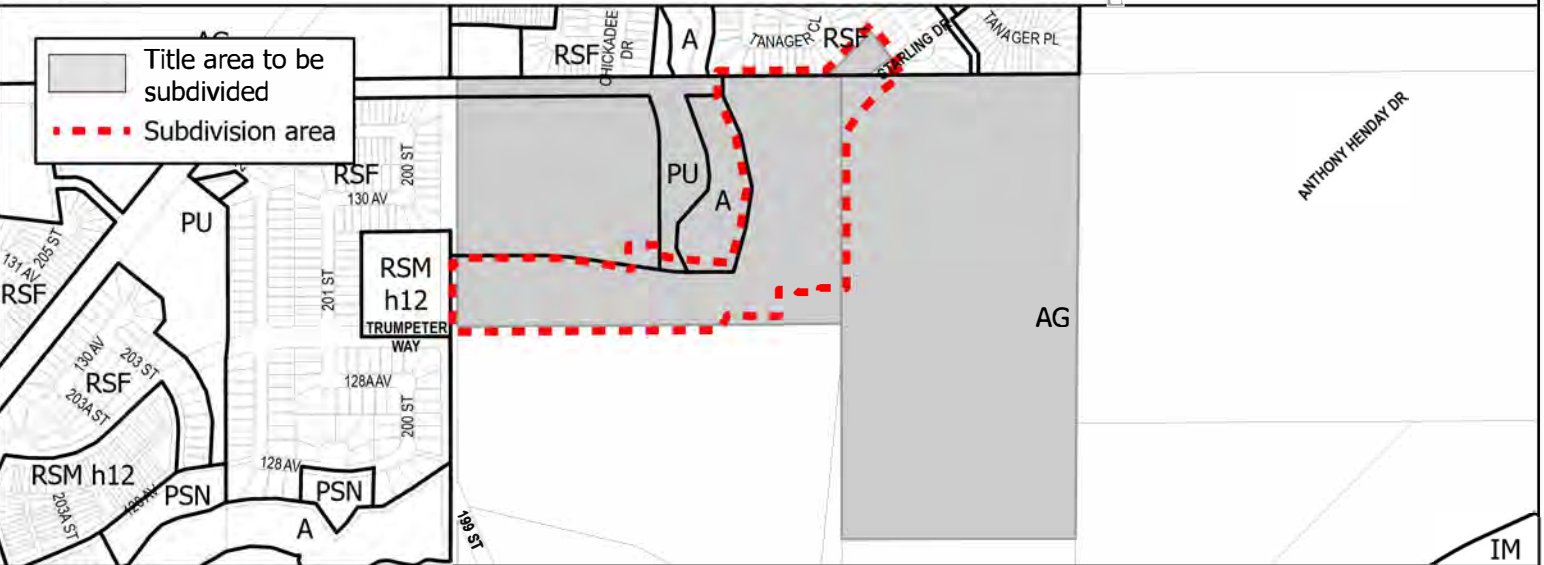 Title area to be
subdivided
Subdivision area
RSF
CHICKADEE
DR
A
TANAGER CL
RSF
STARLING DR
TANAGER PL
ANTHONY HENDAY DR
RSF
200 ST
130 AV
PU
PU
A
205 ST
131 AV
RSF
RSM
h12
TRUMPETER
WAY
201 ST
AG
130 AV
203 ST
RSF
203A ST
128A AV
200 ST
128 AV
RSM h12
PSN
PSN
203A ST
A
199 ST
IM